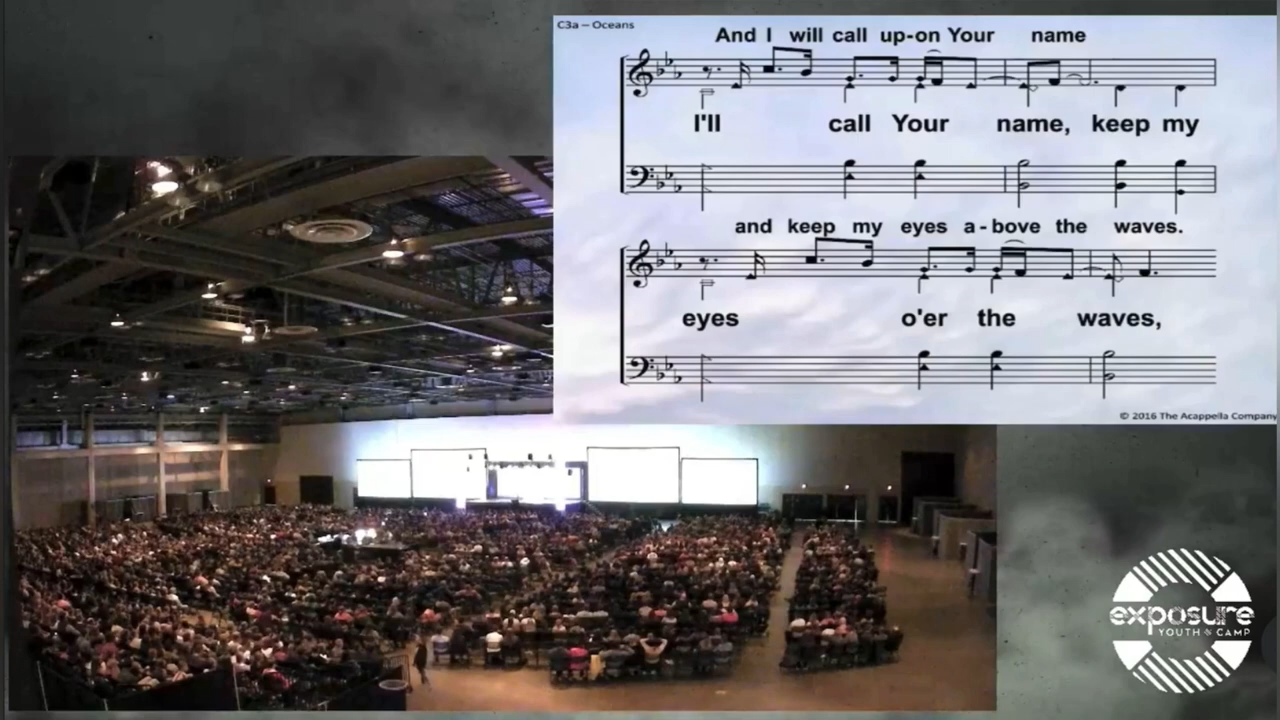 C3a – Oceans
And I will call up-on Your name
I'll call Your name, keep my
and keep my eyes a-bove the waves.
eyes o'er the waves,
© 2016 The Acappella Company
exposure
YOUTH CAMP